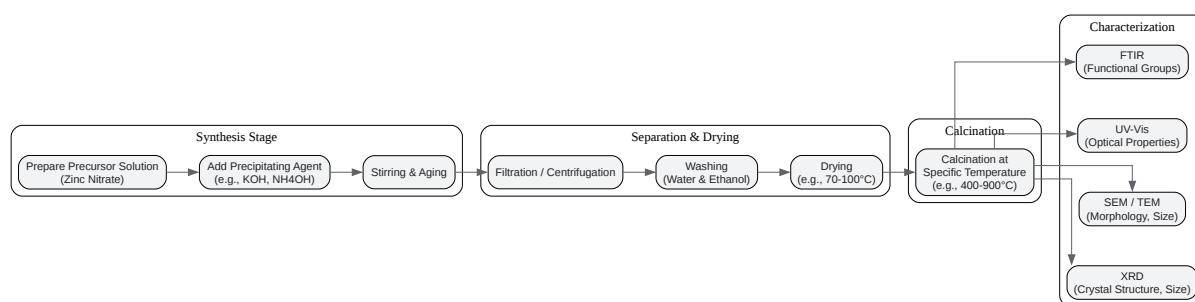 Synthesis Stage
Prepare Precursor Solution
(Zinc Nitrate)
Add Precipitating Agent
(e.g., KOH, NH4OH)
Stirring & Aging
Separation & Drying
Filtration / Centrifugation
Washing
(Water & Ethanol)
Drying
(e.g., 70-100°C)
Calcination
Calcination at
Specific Temperature
(e.g., 400-900°C)
Characterization
FTIR
(Functional Groups)
UV-Vis
(Optical Properties)
SEM / TEM
(Morphology, Size)
XRD
(Crystal Structure, Size)